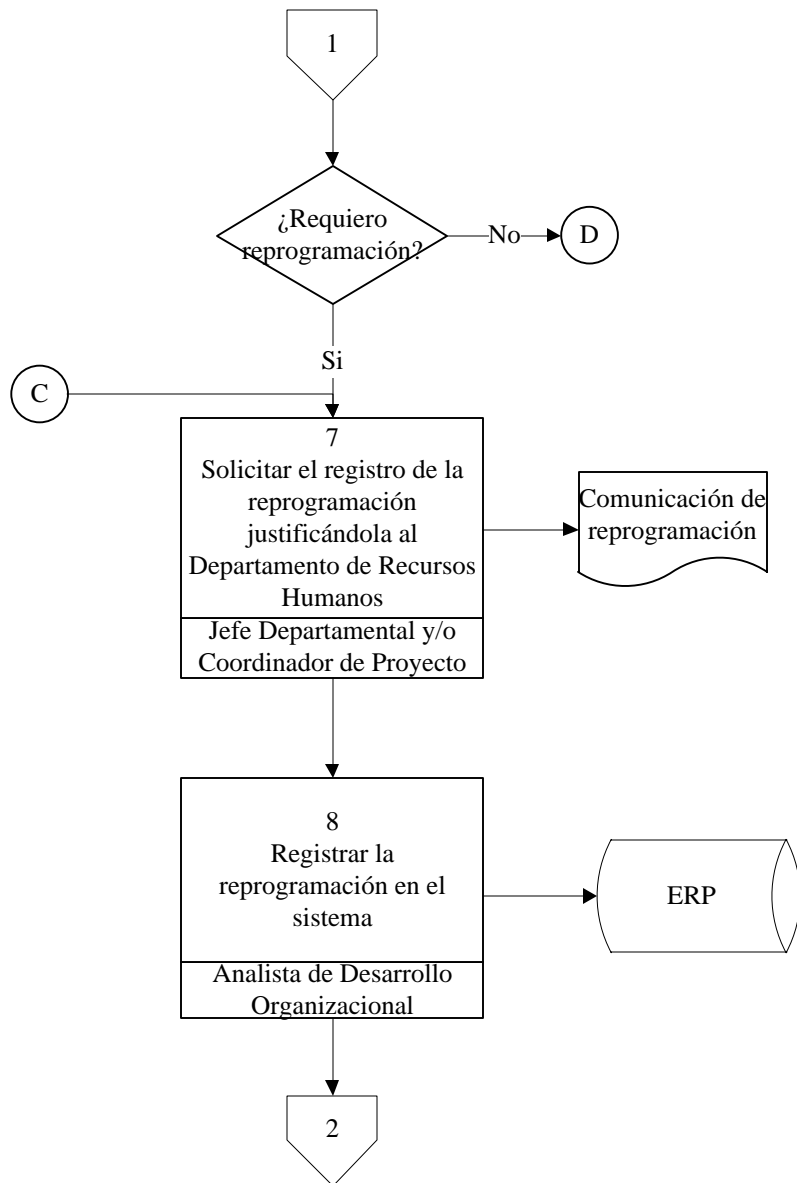 1
¿Requiero
reprogramación?
No
D
Si
C
7
Solicitar el registro de la
reprogramación
justificándola al
Departamento de Recursos
Humanos
Jefe Departamental y/o
Coordinador de Proyecto
Comunicación de
reprogramación
8
Registrar la
reprogramación en el
sistema
Analista de Desarrollo
Organizacional
ERP
2